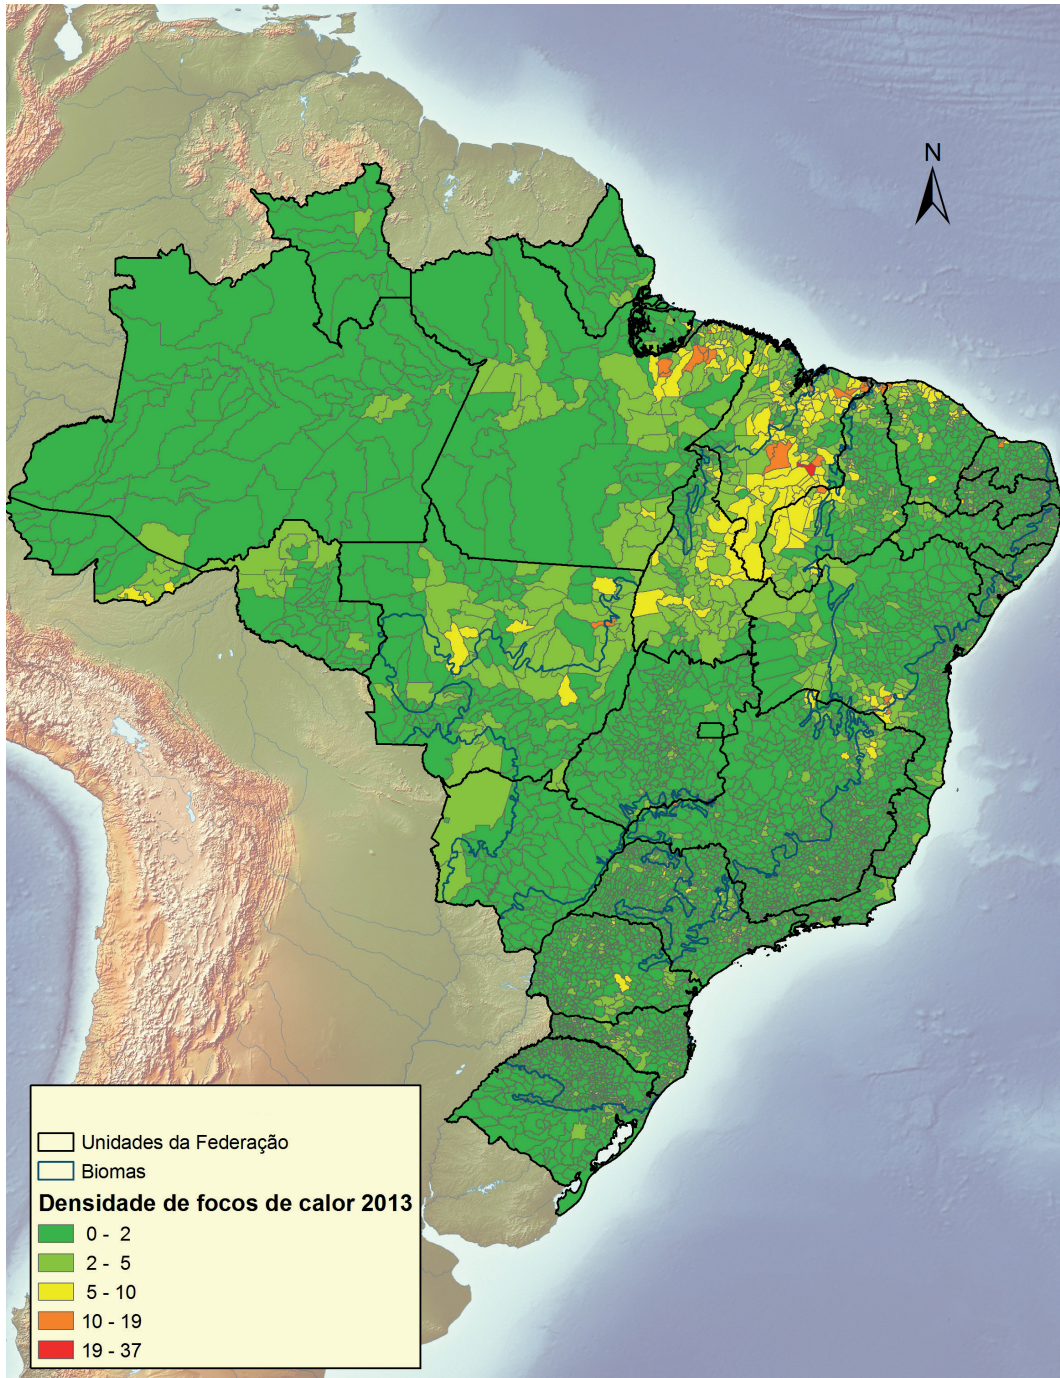 N
Unidades da Federação
Biomas
Densidade de focos de calor 2013
0 - 2
2 - 5
5 - 10
10 - 19
19 - 37